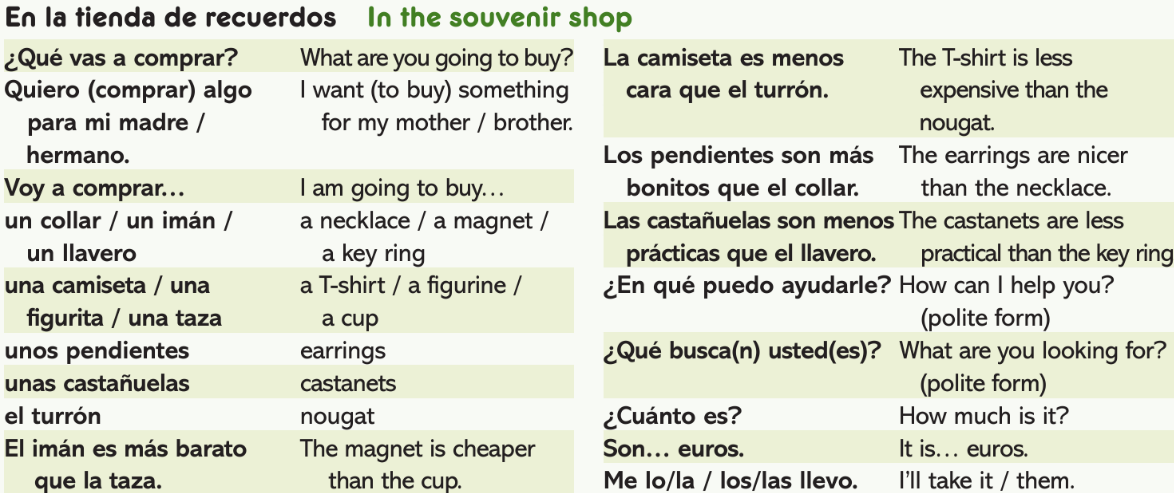 En la tienda de recuerdos In the souvenir shop
¿Qué vas a comprar? What are you going to buy?
Quiero (comprar) algo I want (to buy) something
para mi madre / for my mother / brother.
hermano.
Voy a comprar… I am going to buy…
un collar / un imán / a necklace / a magnet /
un llavero a key ring
una camiseta / una a T-shirt / a figurine /
figurita / una taza a cup
unos pendientes earrings
unas castañuelas castanets
el turrón nougat
El imán es más barato The magnet is cheaper
que la taza. than the cup.
La camiseta es menos The T-shirt is less
cara que el turrón. expensive than the
nougat.
Los pendientes son más The earrings are nicer
bonitos que el collar. than the necklace.
Las castañuelas son menos The castanets are less
prácticas que el llavero. practical than the key ring
¿En qué puedo ayudarle? How can I help you?
(polite form)
¿Qué busca(n) usted(es)? What are you looking for?
(polite form)
¿Cuánto es? How much is it?
Son… euros. It is… euros.
Me lo/la / los/las llevo. I'll take it / them.